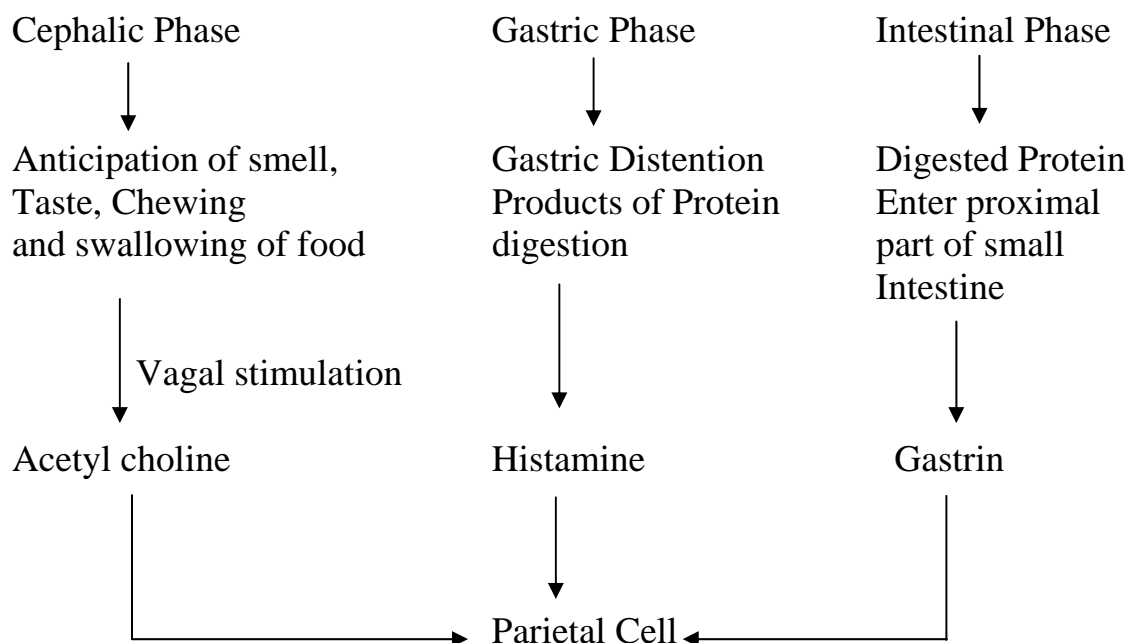 Cephalic Phase
Anticipation of smell,
Taste, Chewing
and swallowing of food
Vagal stimulation
Acetyl choline
Gastric Phase
Gastric Distention
Products of Protein
digestion
Histamine
Intestinal Phase
Digested Protein
Enter proximal
part of small
Intestine
Gastrin
Parietal Cell